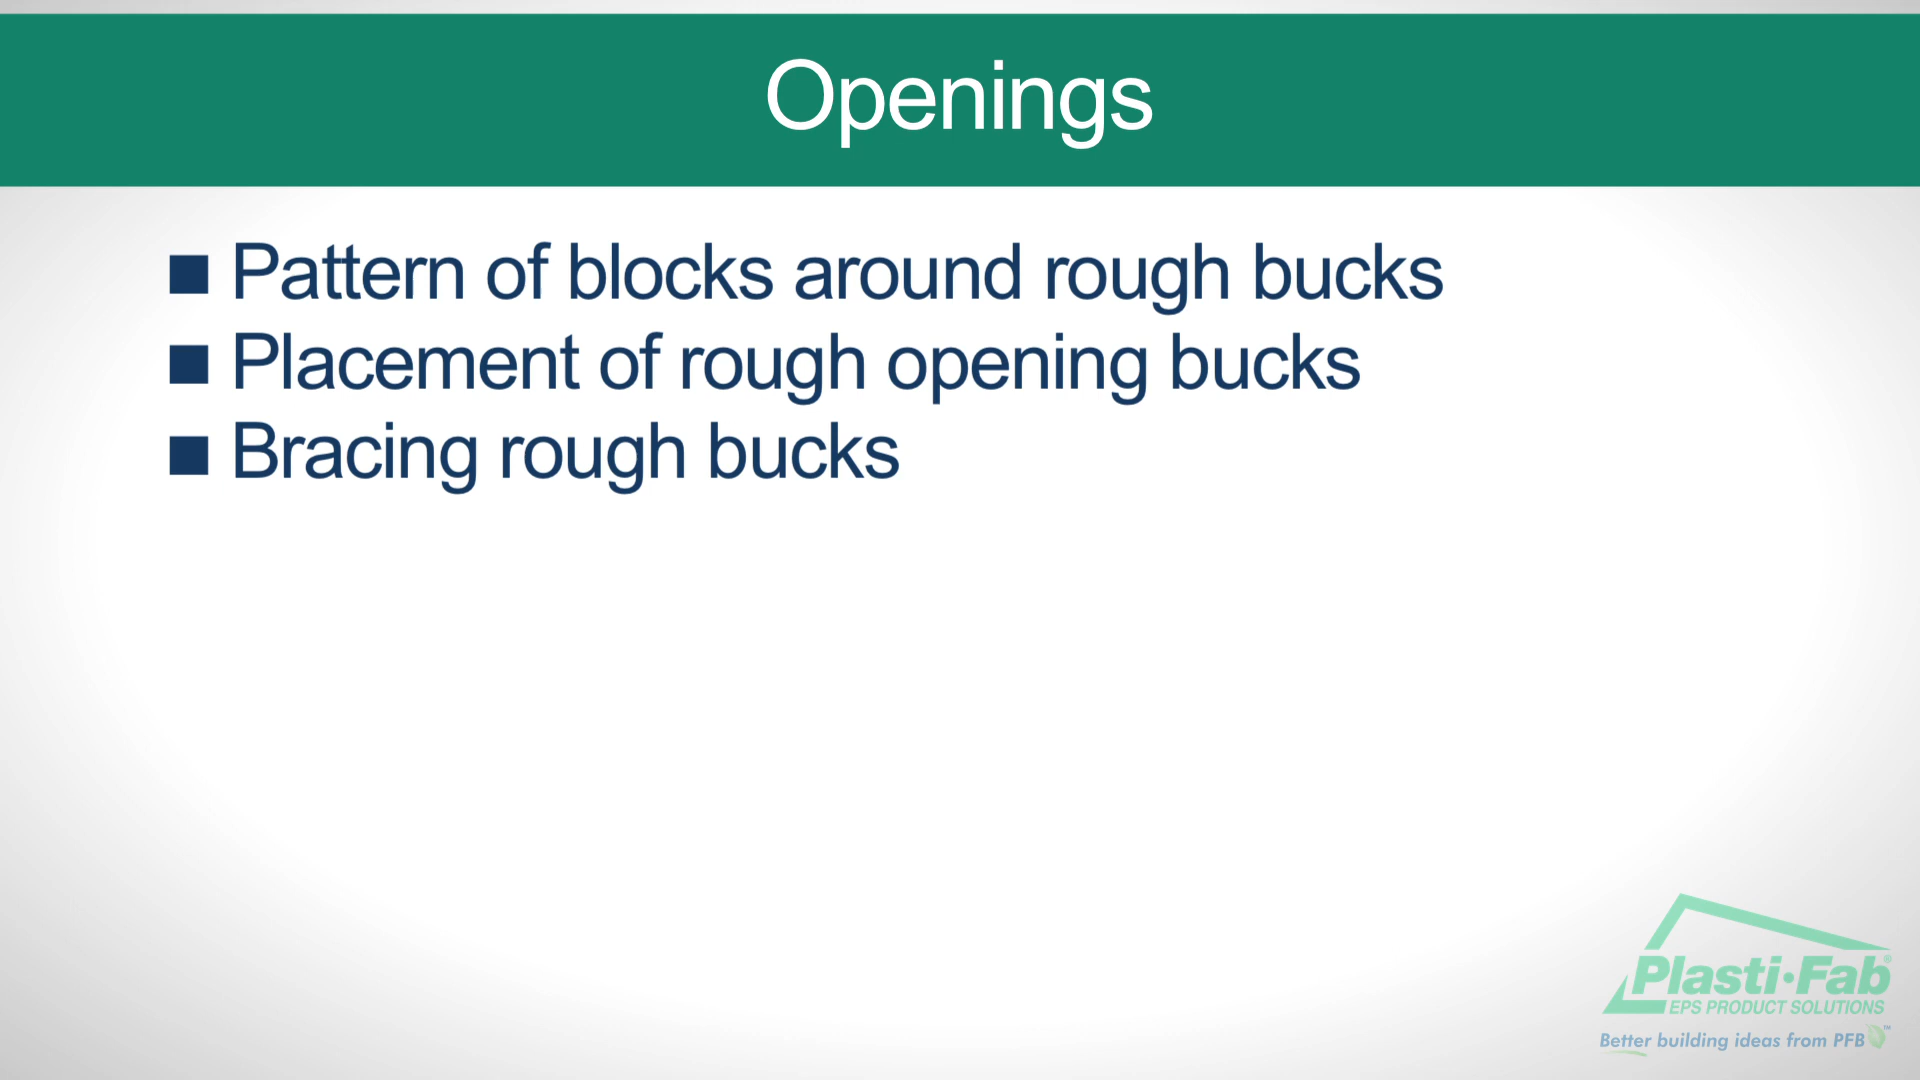 Openings
Pattern of blocks around rough bucks
Placement of rough opening bucks
Bracing rough bucks
Plasti·Fab®
EPS PRODUCT SOLUTIONS
Better building ideas from PFB™